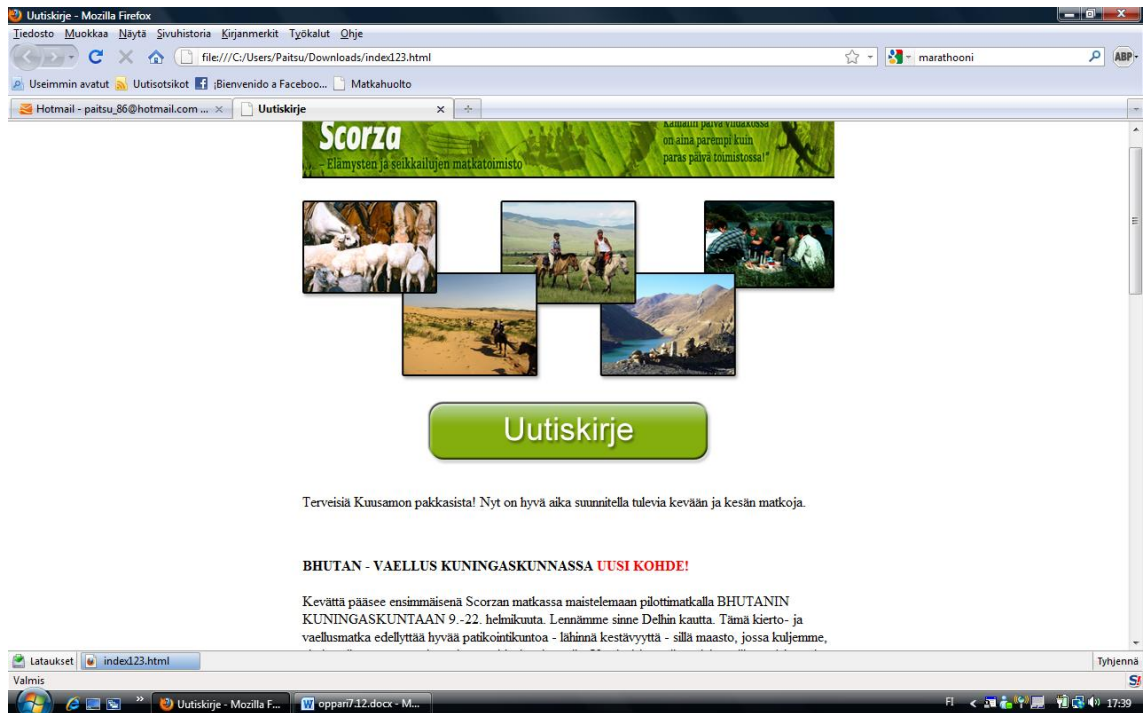 Uutiskirje - Mozilla Firefox
Tiedosto Muokkaa Näytä Sivuhistoria Kirjanmerkit Työkalut Ohje
file:///C:/Users/Paitsu/Downloads/index123.html
marathooni
ABP
Useimmin avatut Uutisotsikot ¡Bienvenido a Faceboo... Matkahuolto
Hotmail - paitsu_86@hotmail.com ... Uutiskirje
Scorza
... - Elämysten ja seikkailujen matkatoimisto
Kamalin päivä viidakossa
on aina parempi kuin
paras päivä toimistossa!"
Uutiskirje
Terveisiä Kuusamon pakkasista! Nyt on hyvä aika suunnitella tulevia kevään ja kesän matkoja.
BHUTAN - VAELLUS KUNINGASKUNNASSA UUSI KOHDE!
Kevättä pääsee ensimmäisenä Scorzan matkassa maistelemaan pilottimatkalla BHUTANIN
KUNINGASKUNTAAN 9.-22. helmikuuta. Lennämme sinne Delhin kautta. Tämä kierto- ja
vaellusmatka edellyttää hyvää patikointikuntoa - lähinnä kestävyyttä - sillä maasto, jossa kuljemme,
Lataukset index123.html Tyhjennä
Valmis
Uutiskirje - Mozilla F... oppari7.12.docx - M... FI 17:39